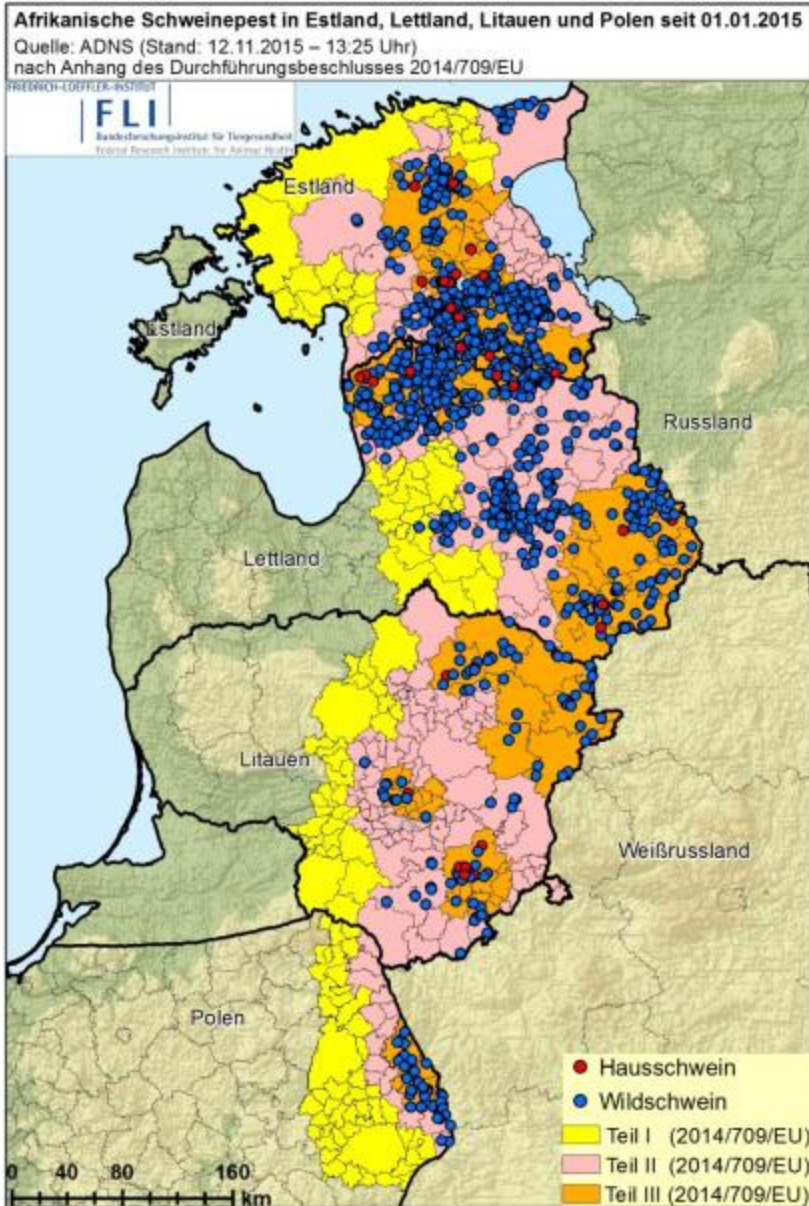 Afrikanische Schweinepest in Estland, Lettland, Litauen und Polen seit 01.01.2015
Quelle: ADNS (Stand: 12.11.2015 – 13:25 Uhr)
nach Anhang des Durchführungsbeschlusses 2014/709/EU
FRIEDRICH-LOEFFLER-INSTITUT
FLI
Bundesforschungsinstitut für Tiergesundheit
Federal Research Institute for Animal Health
Estland
Estland
Russland
Lettland
Litauen
Weißrussland
Polen
Hausschwein
Wildschwein
Teil I (2014/709/EU)
Teil II (2014/709/EU)
Teil III (2014/709/EU)
0 40 80 160
km